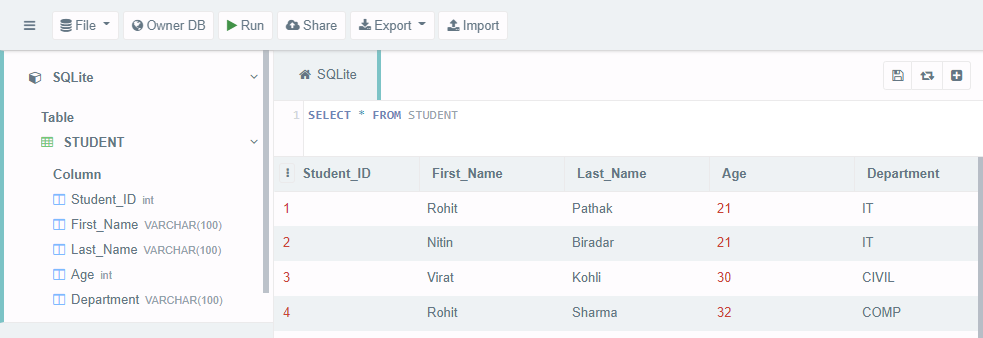 File Owner DB Run Share Export Import
SQLite
Table
STUDENT
Column
Student_ID int
First_Name VARCHAR(100)
Last_Name VARCHAR(100)
Age int
Department VARCHAR(100)
SQLite
1 SELECT * FROM STUDENT
Student_ID First_Name Last_Name Age Department
1 Rohit Pathak 21 IT
2 Nitin Biradar 21 IT
3 Virat Kohli 30 CIVIL
4 Rohit Sharma 32 COMP